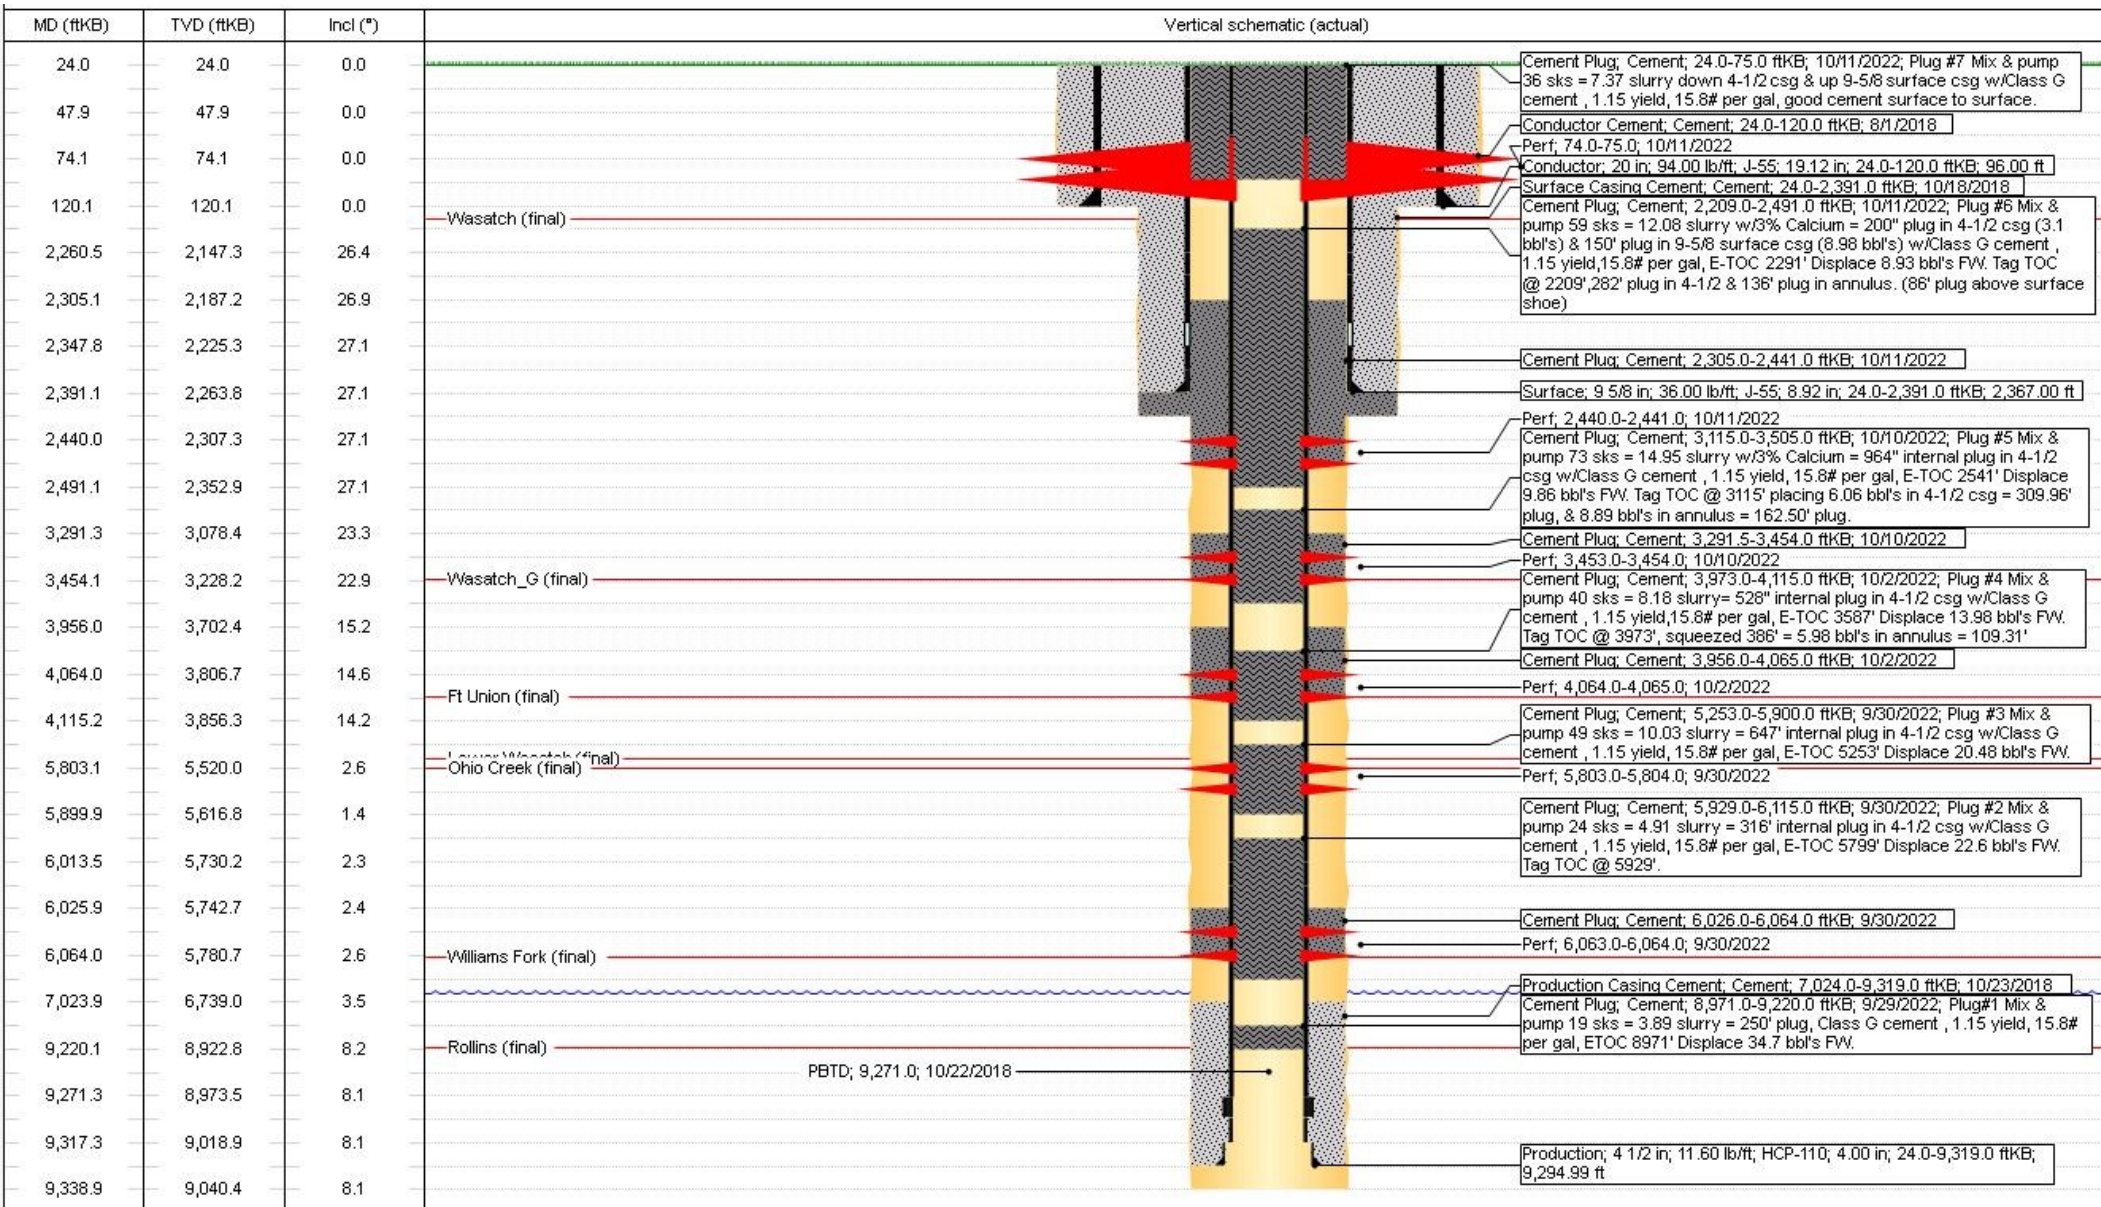 MD (ftKB) TVD (ftKB) Incl (°) Vertical schematic (actual)
24.0 24.0 0.0
47.9 47.9 0.0
74.1 74.1 0.0
120.1 120.1 0.0
2,260.5 2,147.3 26.4
2,305.1 2,187.2 26.9
2,347.8 2,225.3 27.1
2,391.1 2,263.8 27.1
2,440.0 2,307.3 27.1
2,491.1 2,352.9 27.1
3,291.3 3,078.4 23.3
3,454.1 3,228.2 22.9
3,956.0 3,702.4 15.2
4,064.0 3,806.7 14.6
4,115.2 3,856.3 14.2
5,803.1 5,520.0 2.6
5,899.9 5,616.8 1.4
6,013.5 5,730.2 2.3
6,025.9 5,742.7 2.4
6,064.0 5,780.7 2.6
7,023.9 6,739.0 3.5
9,220.1 8,922.8 8.2
9,271.3 8,973.5 8.1
9,317.3 9,018.9 8.1
9,338.9 9,040.4 8.1
Wasatch (final)
Wasatch_G (final)
Ft Union (final)
(final)
Ohio Creek (final)
Williams Fork (final)
Rollins (final)
PBTD; 9,271.0; 10/22/2018
Cement Plug; Cement; 24.0-75.0 ftKB; 10/11/2022; Plug #7 Mix & pump
36 sks = 7.37 slurry down 4-1/2 csg & up 9-5/8 surface csg w/Class G
cement , 1.15 yield, 15.8# per gal, good cement surface to surface.
Conductor Cement; Cement; 24.0-120.0 ftKB; 8/1/2018
Perf; 74.0-75.0; 10/11/2022
Conductor; 20 in; 94.00 lb/ft; J-55; 19.12 in; 24.0-120.0 ftKB; 96.00 ft
Surface Casing Cement; Cement; 24.0-2,391.0 ftKB; 10/18/2018
Cement Plug; Cement; 2,209.0-2,491.0 ftKB; 10/11/2022; Plug #6 Mix &
pump 59 sks = 12.08 slurry w/3% Calcium = 200" plug in 4-1/2 csg (3.1
bbl's) & 150' plug in 9-5/8 surface csg (8.98 bbl's) w/Class G cement ,
1.15 yield,15.8# per gal, E-TOC 2291' Displace 8.93 bbl's FW. Tag TOC
@ 2209',282' plug in 4-1/2 & 136' plug in annulus. (86' plug above surface
shoe)
Cement Plug; Cement; 2,305.0-2,441.0 ftKB; 10/11/2022
Surface; 9 5/8 in; 36.00 lb/ft; J-55; 8.92 in; 24.0-2,391.0 ftKB; 2,367.00 ft
Perf; 2,440.0-2,441.0; 10/11/2022
Cement Plug; Cement; 3,115.0-3,505.0 ftKB; 10/10/2022; Plug #5 Mix &
pump 73 sks = 14.95 slurry w/3% Calcium = 964" internal plug in 4-1/2
csg w/Class G cement , 1.15 yield, 15.8# per gal, E-TOC 2541' Displace
9.86 bbl's FW. Tag TOC @ 3115' placing 6.06 bbl's in 4-1/2 csg = 309.96'
plug, & 8.89 bbl's in annulus = 162.50' plug.
Cement Plug; Cement; 3,291.5-3,454.0 ftKB; 10/10/2022
Perf; 3,453.0-3,454.0; 10/10/2022
Cement Plug; Cement; 3,973.0-4,115.0 ftKB; 10/2/2022; Plug #4 Mix &
pump 40 sks = 8.18 slurry= 528" internal plug in 4-1/2 csg w/Class G
cement , 1.15 yield,15.8# per gal, E-TOC 3587' Displace 13.98 bbl's FW.
Tag TOC @ 3973', squeezed 386' = 5.98 bbl's in annulus = 109.31'
Cement Plug; Cement; 3,956.0-4,065.0 ftKB; 10/2/2022
Perf; 4,064.0-4,065.0; 10/2/2022
Cement Plug; Cement; 5,253.0-5,900.0 ftKB; 9/30/2022; Plug #3 Mix &
pump 49 sks = 10.03 slurry = 647' internal plug in 4-1/2 csg w/Class G
cement , 1.15 yield, 15.8# per gal, E-TOC 5253' Displace 20.48 bbl's FW.
Perf; 5,803.0-5,804.0; 9/30/2022
Cement Plug; Cement; 5,929.0-6,115.0 ftKB; 9/30/2022; Plug #2 Mix &
pump 24 sks = 4.91 slurry = 316' internal plug in 4-1/2 csg w/Class G
cement , 1.15 yield, 15.8# per gal, E-TOC 5799' Displace 22.6 bbl's FW.
Tag TOC @ 5929'.
Cement Plug; Cement; 6,026.0-6,064.0 ftKB; 9/30/2022
Perf; 6,063.0-6,064.0; 9/30/2022
Production Casing Cement; Cement; 7,024.0-9,319.0 ftKB; 10/23/2018
Cement Plug; Cement; 8,971.0-9,220.0 ftKB; 9/29/2022; Plug#1 Mix &
pump 19 sks = 3.89 slurry = 250' plug, Class G cement , 1.15 yield, 15.8#
per gal, ETOC 8971' Displace 34.7 bbl's FW.
Production; 4 1/2 in; 11.60 lb/ft; HCP-110; 4.00 in; 24.0-9,319.0 ftKB;
9,294.99 ft